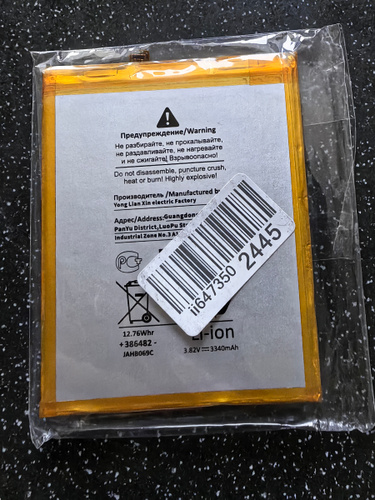 Предупреждение/Warning
Не разбирайте, не прокалывайте,
не раздавливайте, не нагревайте
и не сжигайте! Взрывоопасно!
Do not disassemble, puncture crush,
heat or burn! Highly explosive!
Производитель /Manufactured by
Yong Lian Xin electric Factory
Адрес/Address:Guangdong
PanYu District,LuoPu
Industrial Zone No.3
ii647350 2445
12.76Whr
+386482 -
JAHB069C
Li-ion
3.82V 3340mAh